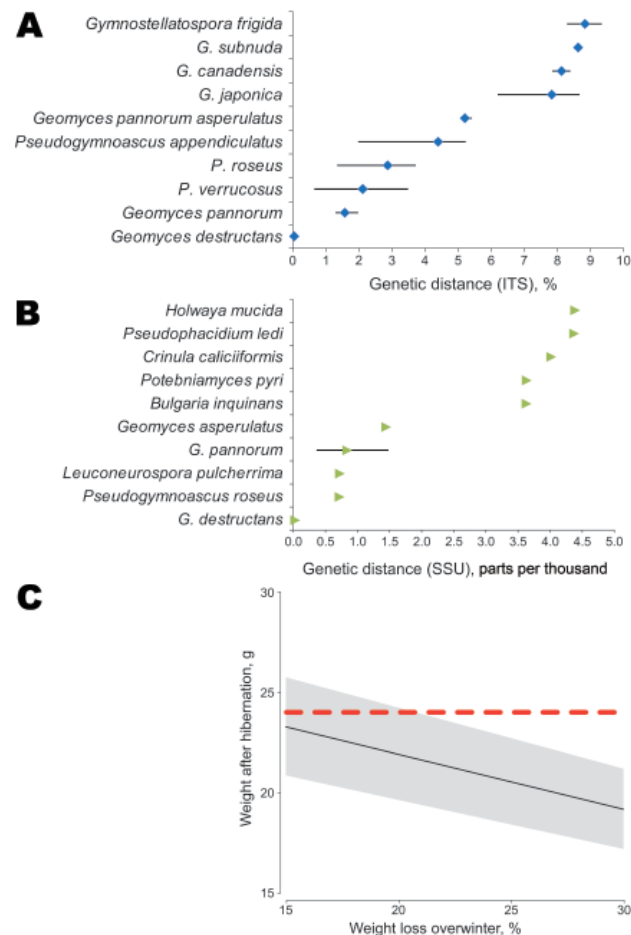 A
Gymnostellatospora frigida
G. subnuda
G. canadensis
G. japonica
Geomyces pannorum asperulatus
Pseudogymnoascus appendiculatus
P. roseus
P. verrucosus
Geomyces pannorum
Geomyces destructans
0 1 2 3 4 5 6 7 8 9 10
Genetic distance (ITS), %
B
Holwaya mucida
Pseudophacidium ledi
Crinula caliciiformis
Potebniamyces pyri
Bulgaria inquinans
Geomyces asperulatus
G. pannorum
Leuconeurospora pulcherrima
Pseudogymnoascus roseus
G. destructans
0.0 0.5 1.0 1.5 2.0 2.5 3.0 3.5 4.0 4.5 5.0
Genetic distance (SSU), parts per thousand
C
Weight after hibernation, g
30
25
20
15
15 20 25 30
Weight loss overwinter, %